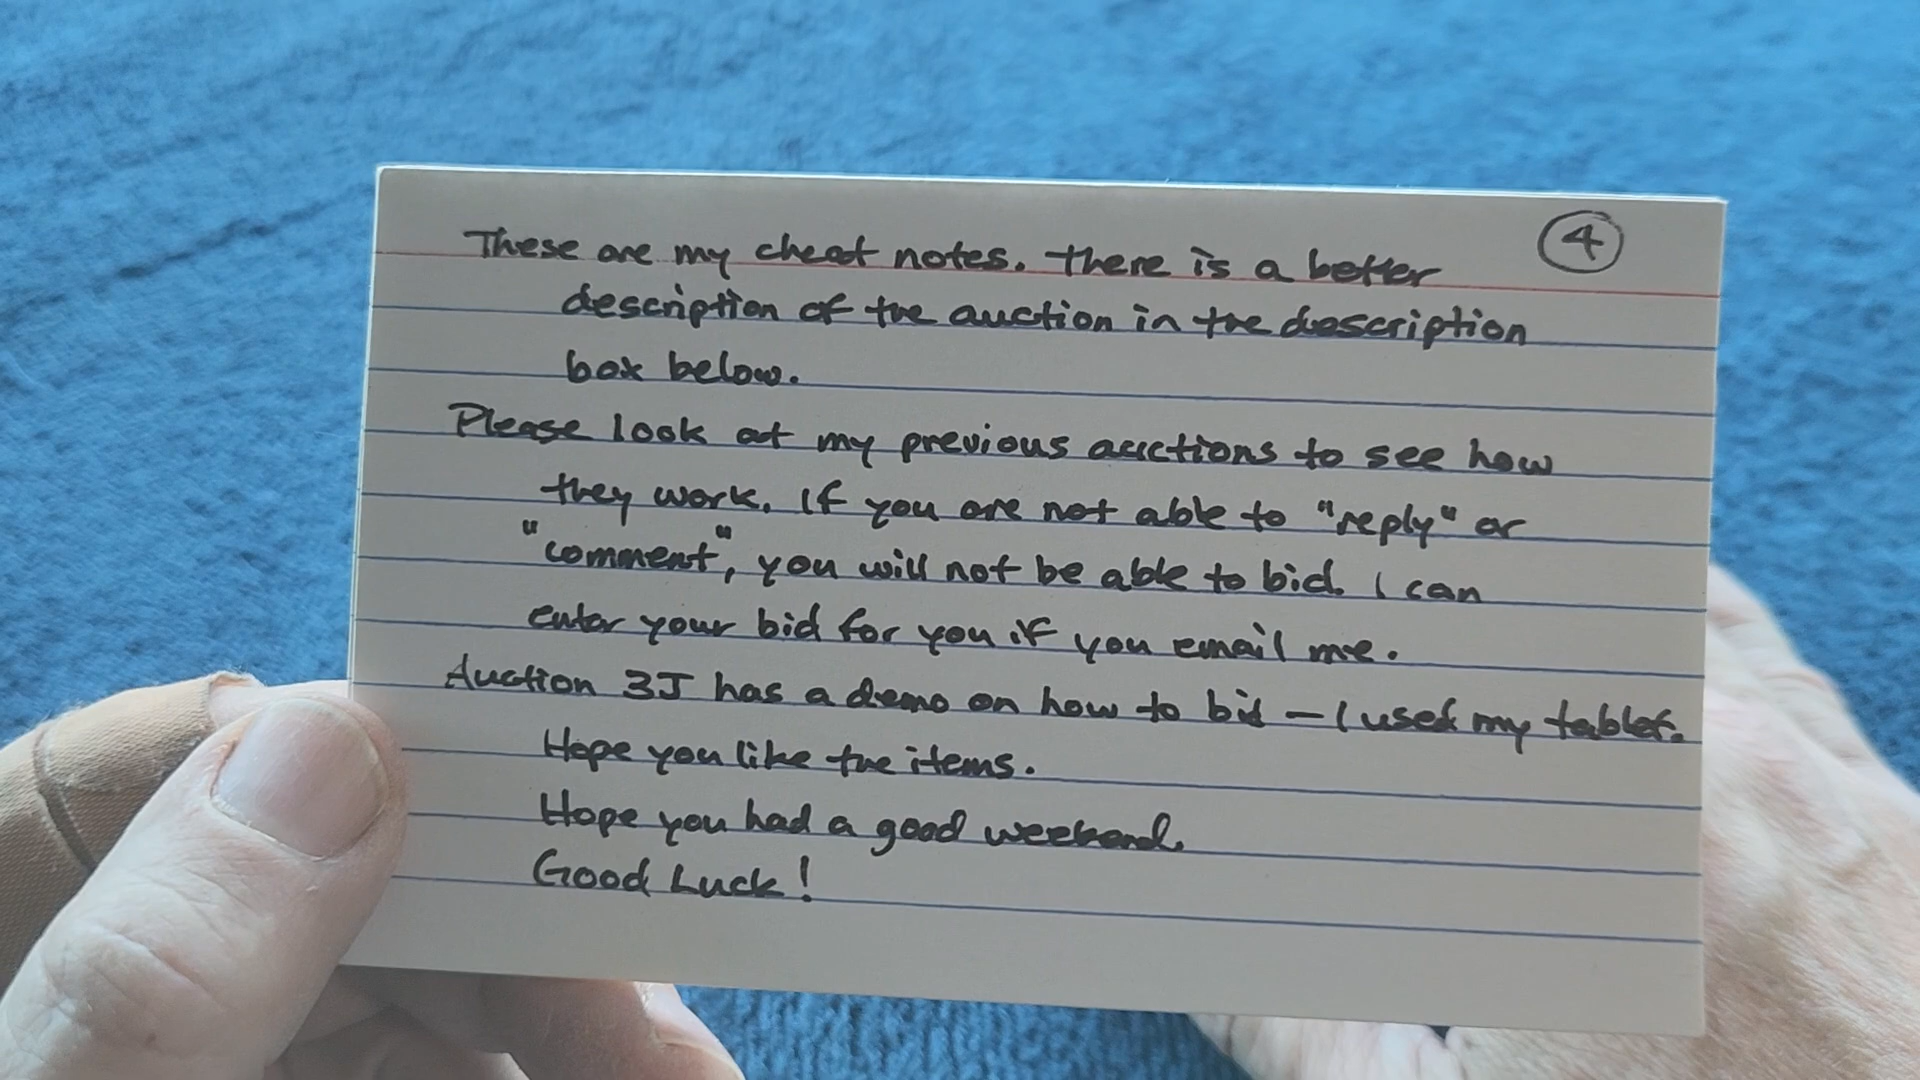 4
These are my cheat notes. There is a better
description of the auction in the description
box below.
Please look at my previous auctions to see how
they work. If you are not able to "reply" or
"comment", you will not be able to bid. I can
enter your bid for you if you email me.
Auction 3J has a demo on how to bid – I used my tablet.
Hope you like the items.
Hope you had a good weekend.
Good Luck!